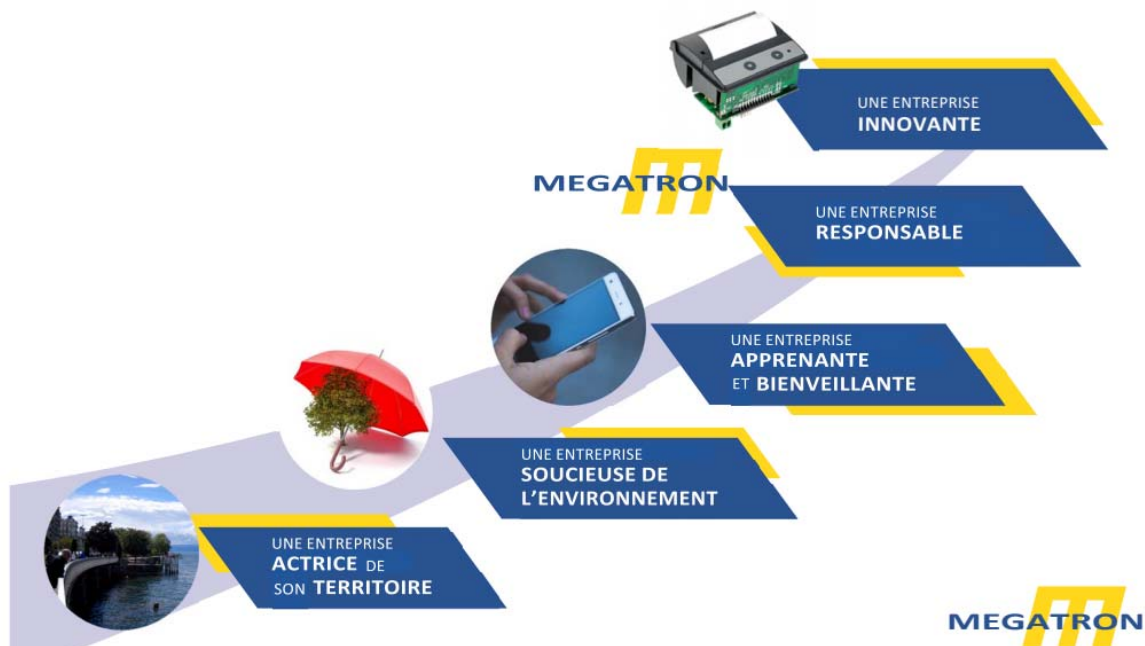 UNE ENTREPRISE
INNOVANTE
MEGATRON
UNE ENTREPRISE
RESPONSABLE
UNE ENTREPRISE
APPRENANTE
ET BIENVEILLANTE
UNE ENTREPRISE
SOUCIEUSE DE
L'ENVIRONNEMENT
UNE ENTREPRISE
ACTRICE DE
SON TERRITOIRE
MEGATRON